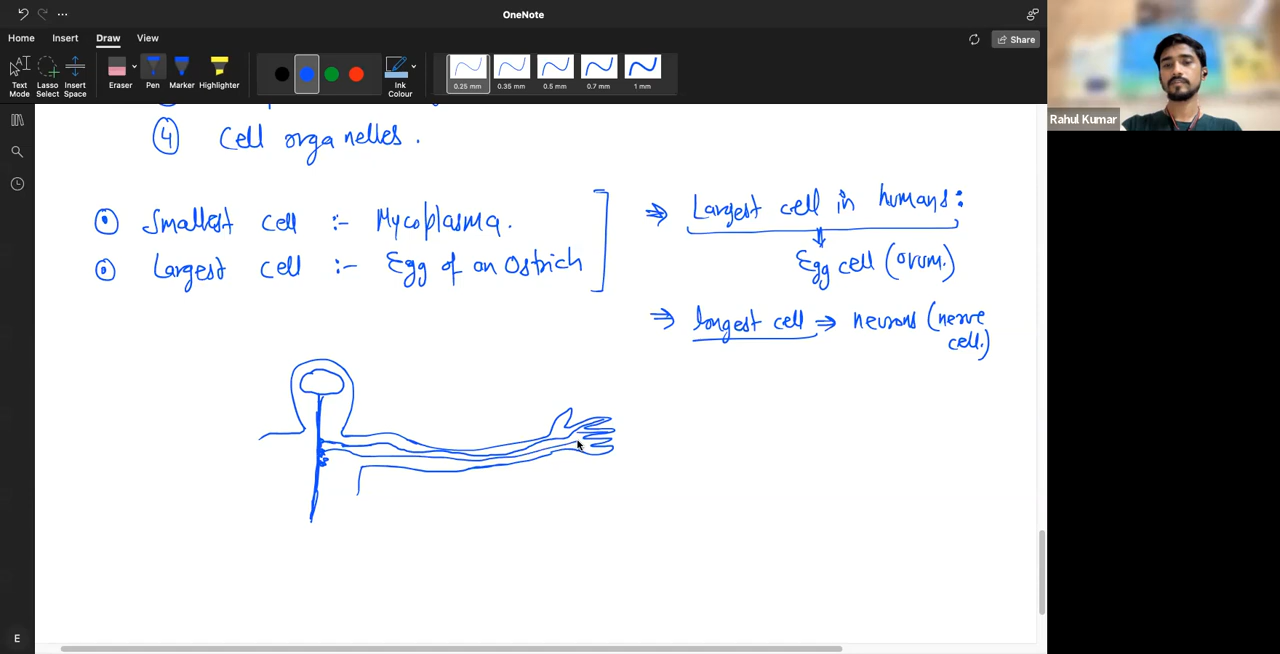 OneNote
Home Insert Draw View
Share
Text Mode
Lasso Select
Insert Space
Eraser
Pen
Marker
Highlighter
Ink Colour
0.25 mm 0.35 mm 0.5 mm 0.7 mm 1 mm
Rahul Kumar
④ Cell organelles.
Smallest cell :- Mycoplasma.
Largest cell :- Egg of an Ostrich
⇒ Largest cell in humans:
Egg cell (ovum.)
⇒ longest cell ⇒ neurons (nerve
cell.)
E